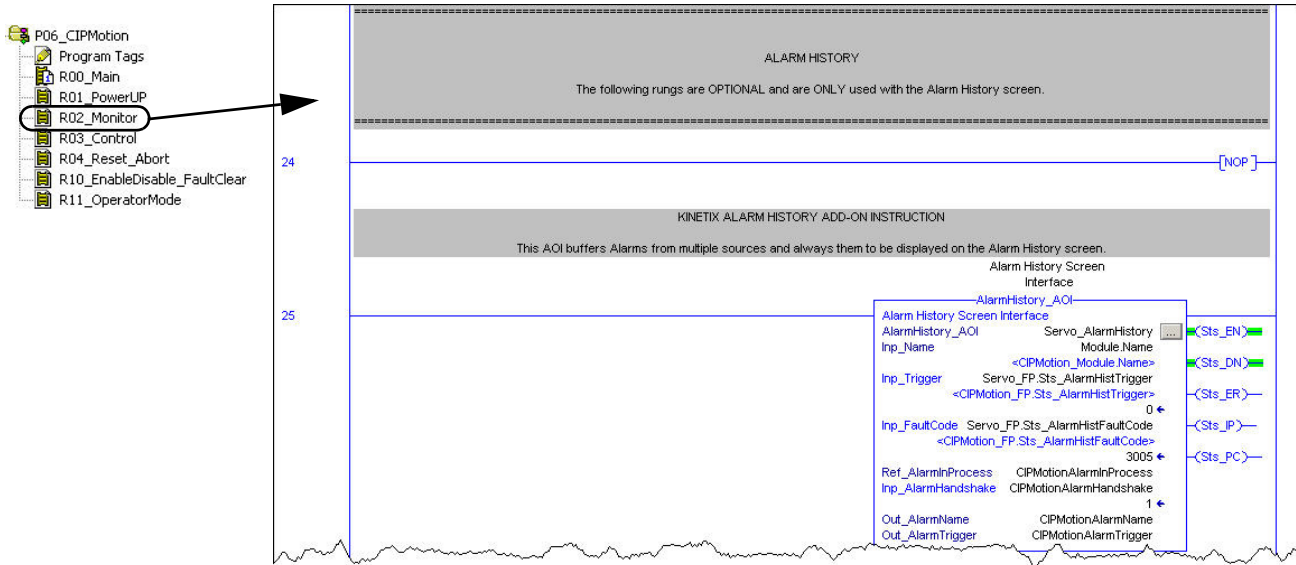 P06_CIPMotion
Program Tags
R00_Main
R01_PowerUP
R02_Monitor
R03_Control
R04_Reset_Abort
R10_EnableDisable_FaultClear
R11_OperatorMode
ALARM HISTORY
The following rungs are OPTIONAL and are ONLY used with the Alarm History screen.
24
NOP
KINETIX ALARM HISTORY ADD-ON INSTRUCTION
This AOI buffers Alarms from multiple sources and always them to be displayed on the Alarm History screen.
Alarm History Screen
Interface
25
AlarmHistory_AOI
Alarm History Screen Interface
AlarmHistory_AOI Servo_AlarmHistory ... (Sts_EN)
Inp_Name Module.Name
<CIPMotion_Module.Name> (Sts_DN)
Inp_Trigger Servo_FP.Sts_AlarmHistTrigger
<CIPMotion_FP.Sts_AlarmHistTrigger> (Sts_ER)
0
Inp_FaultCode Servo_FP.Sts_AlarmHistFaultCode (Sts_IP)
<CIPMotion_FP.Sts_AlarmHistFaultCode>
3005 (Sts_PC)
Ref_AlarmInProcess CIPMotionAlarmInProcess
Inp_AlarmHandshake CIPMotionAlarmHandshake
1
Out_AlarmName CIPMotionAlarmName
Out_AlarmTrigger CIPMotionAlarmTrigger